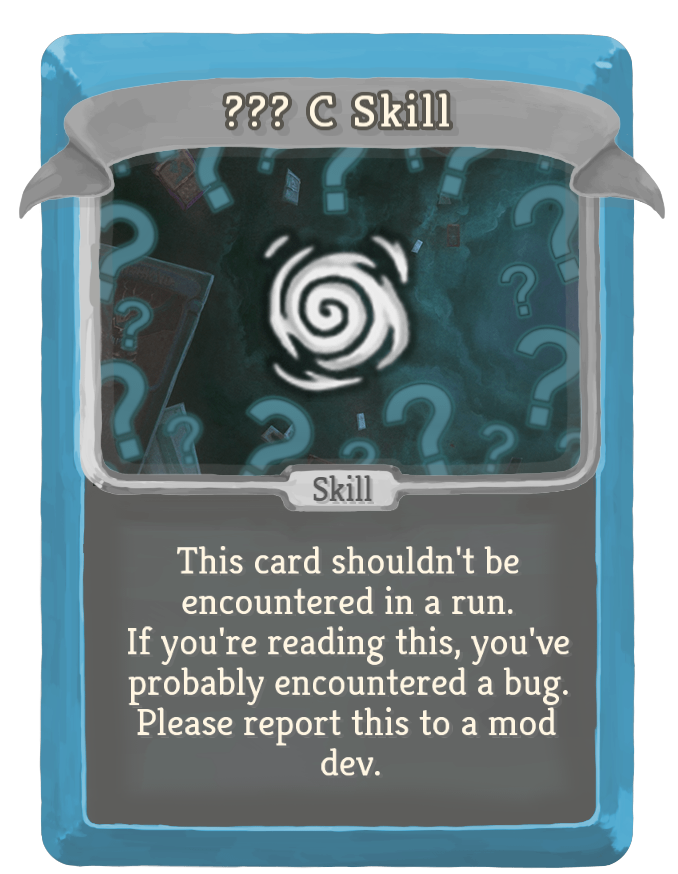 ??? C Skill
Skill
This card shouldn't be
encountered in a run.
If you're reading this, you've
probably encountered a bug.
Please report this to a mod
dev.